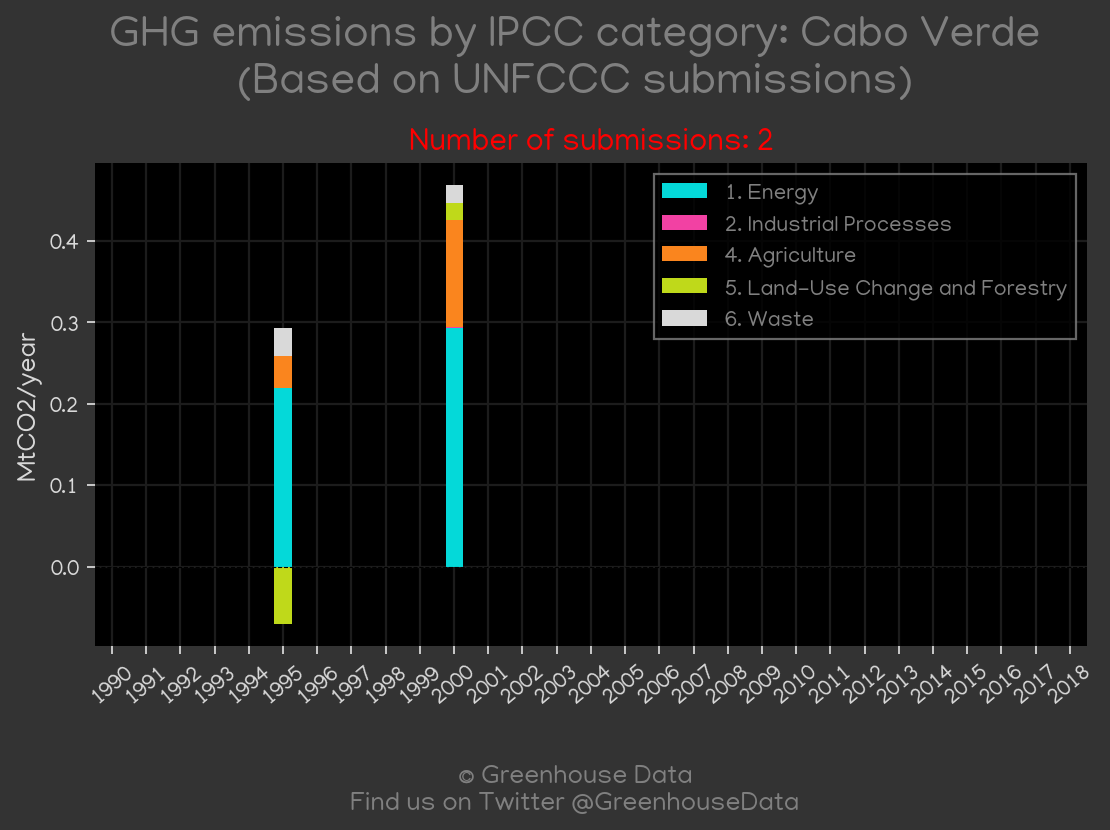 GHG emissions by IPCC category: Cabo Verde
(Based on UNFCCC submissions)
Number of submissions: 2
1. Energy
2. Industrial Processes
4. Agriculture
5. Land-Use Change and Forestry
6. Waste
MtCO2/year
0.4
0.3
0.2
0.1
0.0
1990 1991 1992 1993 1994 1995 1996 1997 1998 1999 2000 2001 2002 2003 2004 2005 2006 2007 2008 2009 2010 2011 2012 2013 2014 2015 2016 2017 2018
© Greenhouse Data
Find us on Twitter @GreenhouseData